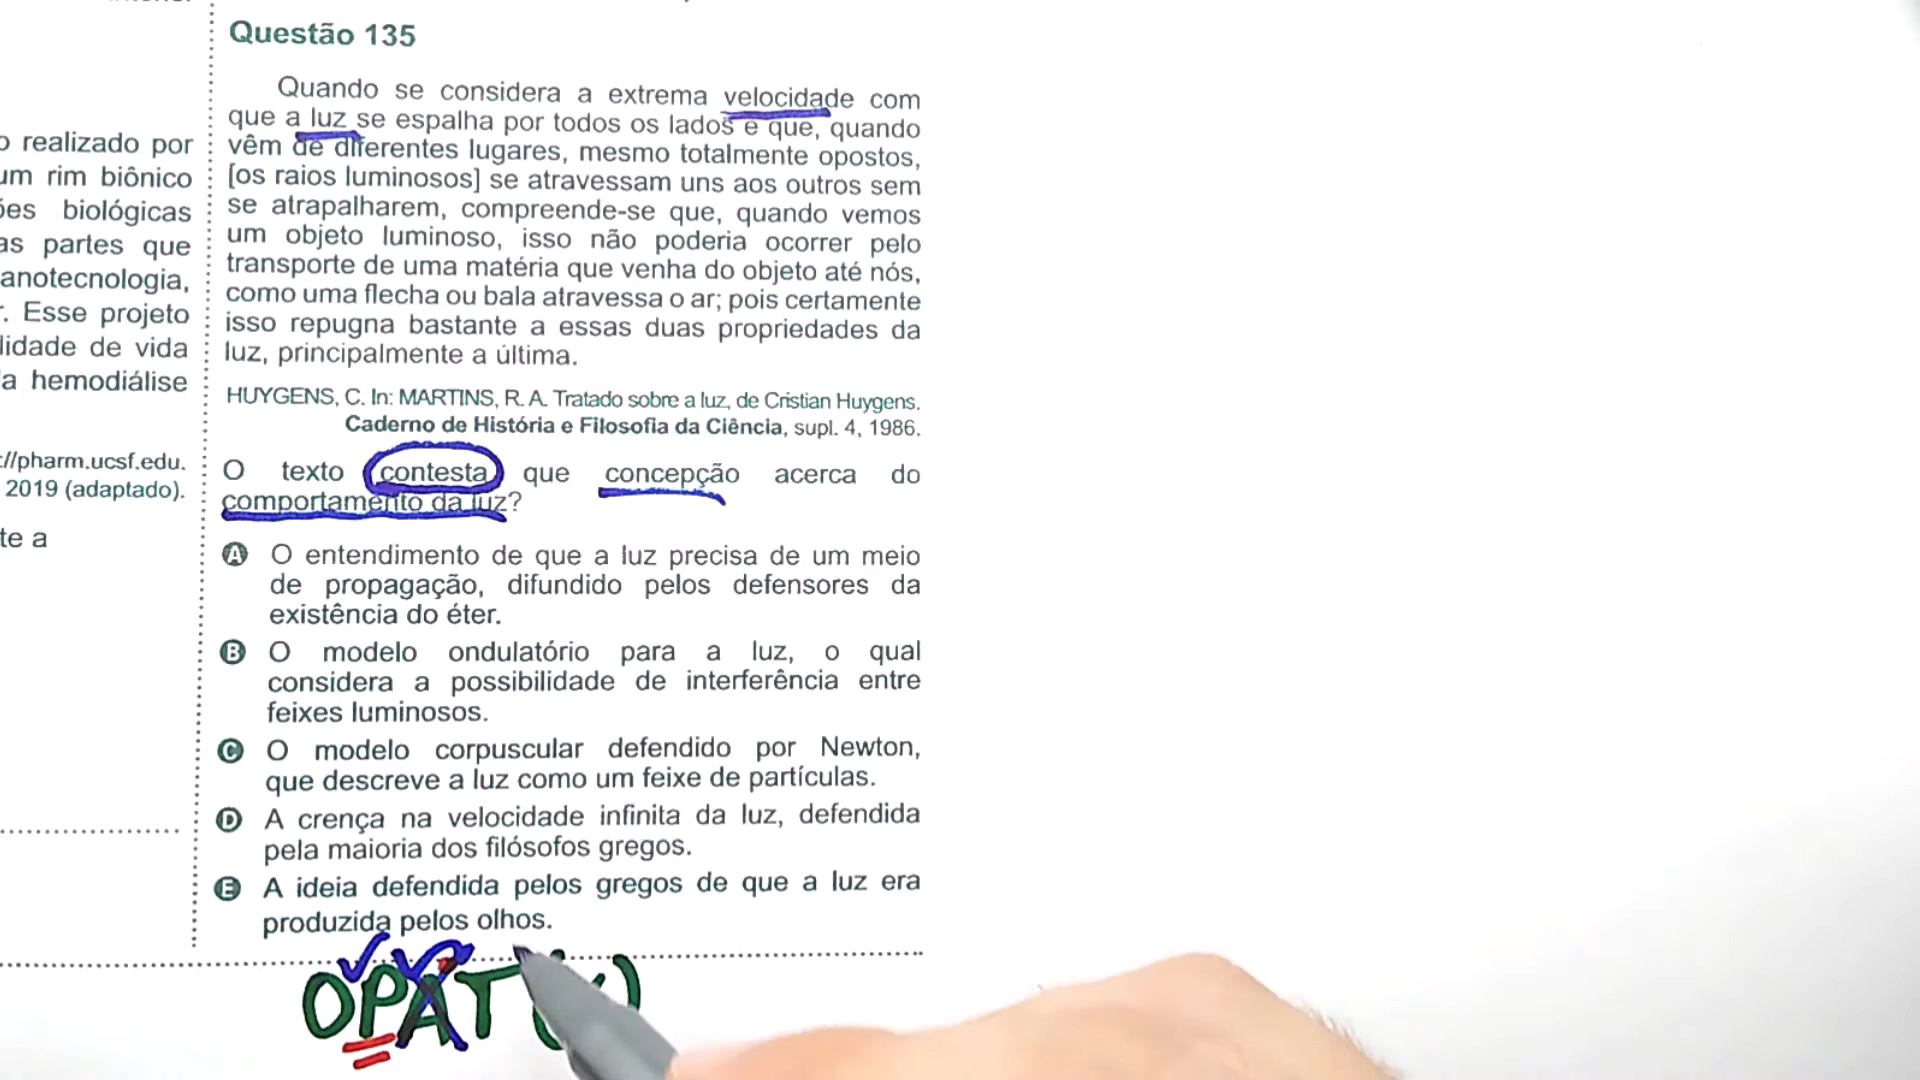 Questão 135
Quando se considera a extrema velocidade com
que a luz se espalha por todos os lados e que, quando
vêm de diferentes lugares, mesmo totalmente opostos,
[os raios luminosos] se atravessam uns aos outros sem
se atrapalharem, compreende-se que, quando vemos
um objeto luminoso, isso não poderia ocorrer pelo
transporte de uma matéria que venha do objeto até nós,
como uma flecha ou bala atravessa o ar; pois certamente
isso repugna bastante a essas duas propriedades da
luz, principalmente a última.
HUYGENS, C. In: MARTINS, R. A. Tratado sobre a luz, de Cristian Huygens.
Caderno de História e Filosofia da Ciência, supl. 4, 1986.
O texto contesta que concepção acerca do
comportamento da luz?
A O entendimento de que a luz precisa de um meio
de propagação, difundido pelos defensores da
existência do éter.
B O modelo ondulatório para a luz, o qual
considera a possibilidade de interferência entre
feixes luminosos.
C O modelo corpuscular defendido por Newton,
que descreve a luz como um feixe de partículas.
D A crença na velocidade infinita da luz, defendida
pela maioria dos filósofos gregos.
E A ideia defendida pelos gregos de que a luz era
produzida pelos olhos.
OPAT
realizado por
um rim biônico
ões biológicas
as partes que
anotecnologia,
r. Esse projeto
lidade de vida
a hemodiálise
://pharm.ucsf.edu.
2019 (adaptado).
te a